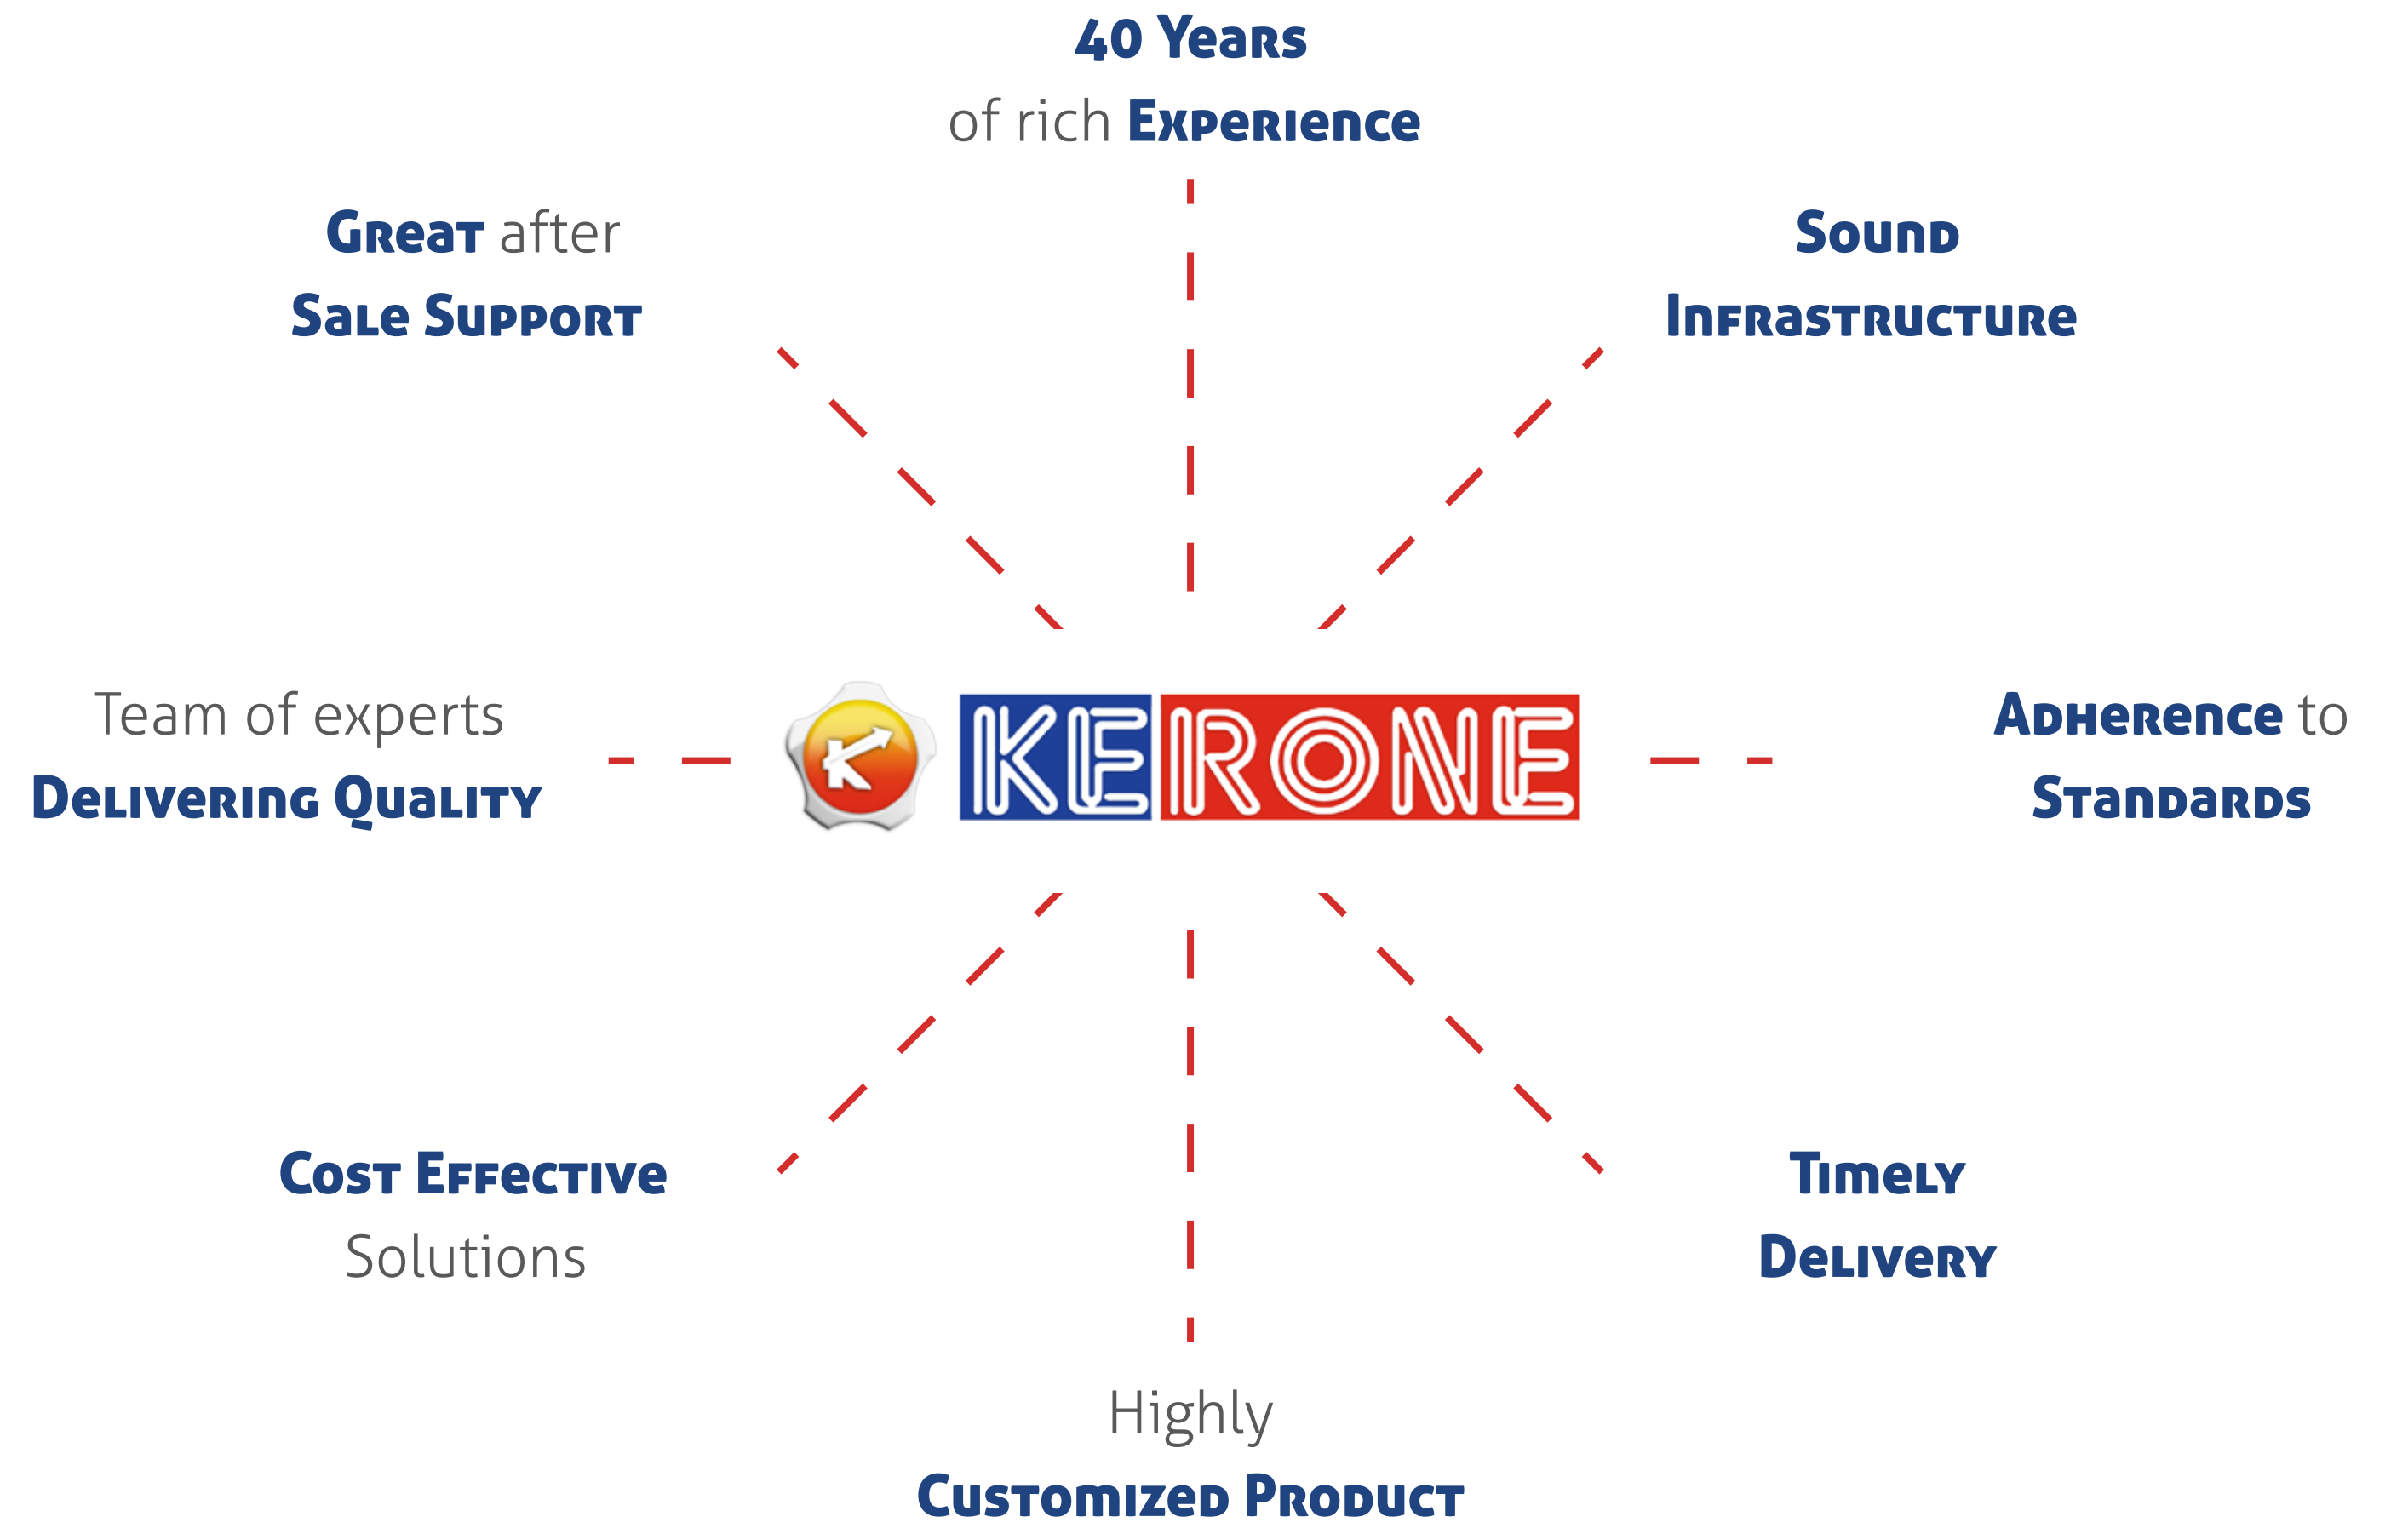 40 Years
of rich Experience
Great after
Sale Support
Sound
Infrastructure
Team of experts
Delivering Quality
K
KERONE
Adherence to
Standards
Cost Effective
Solutions
Timely
Delivery
Highly
Customized Product